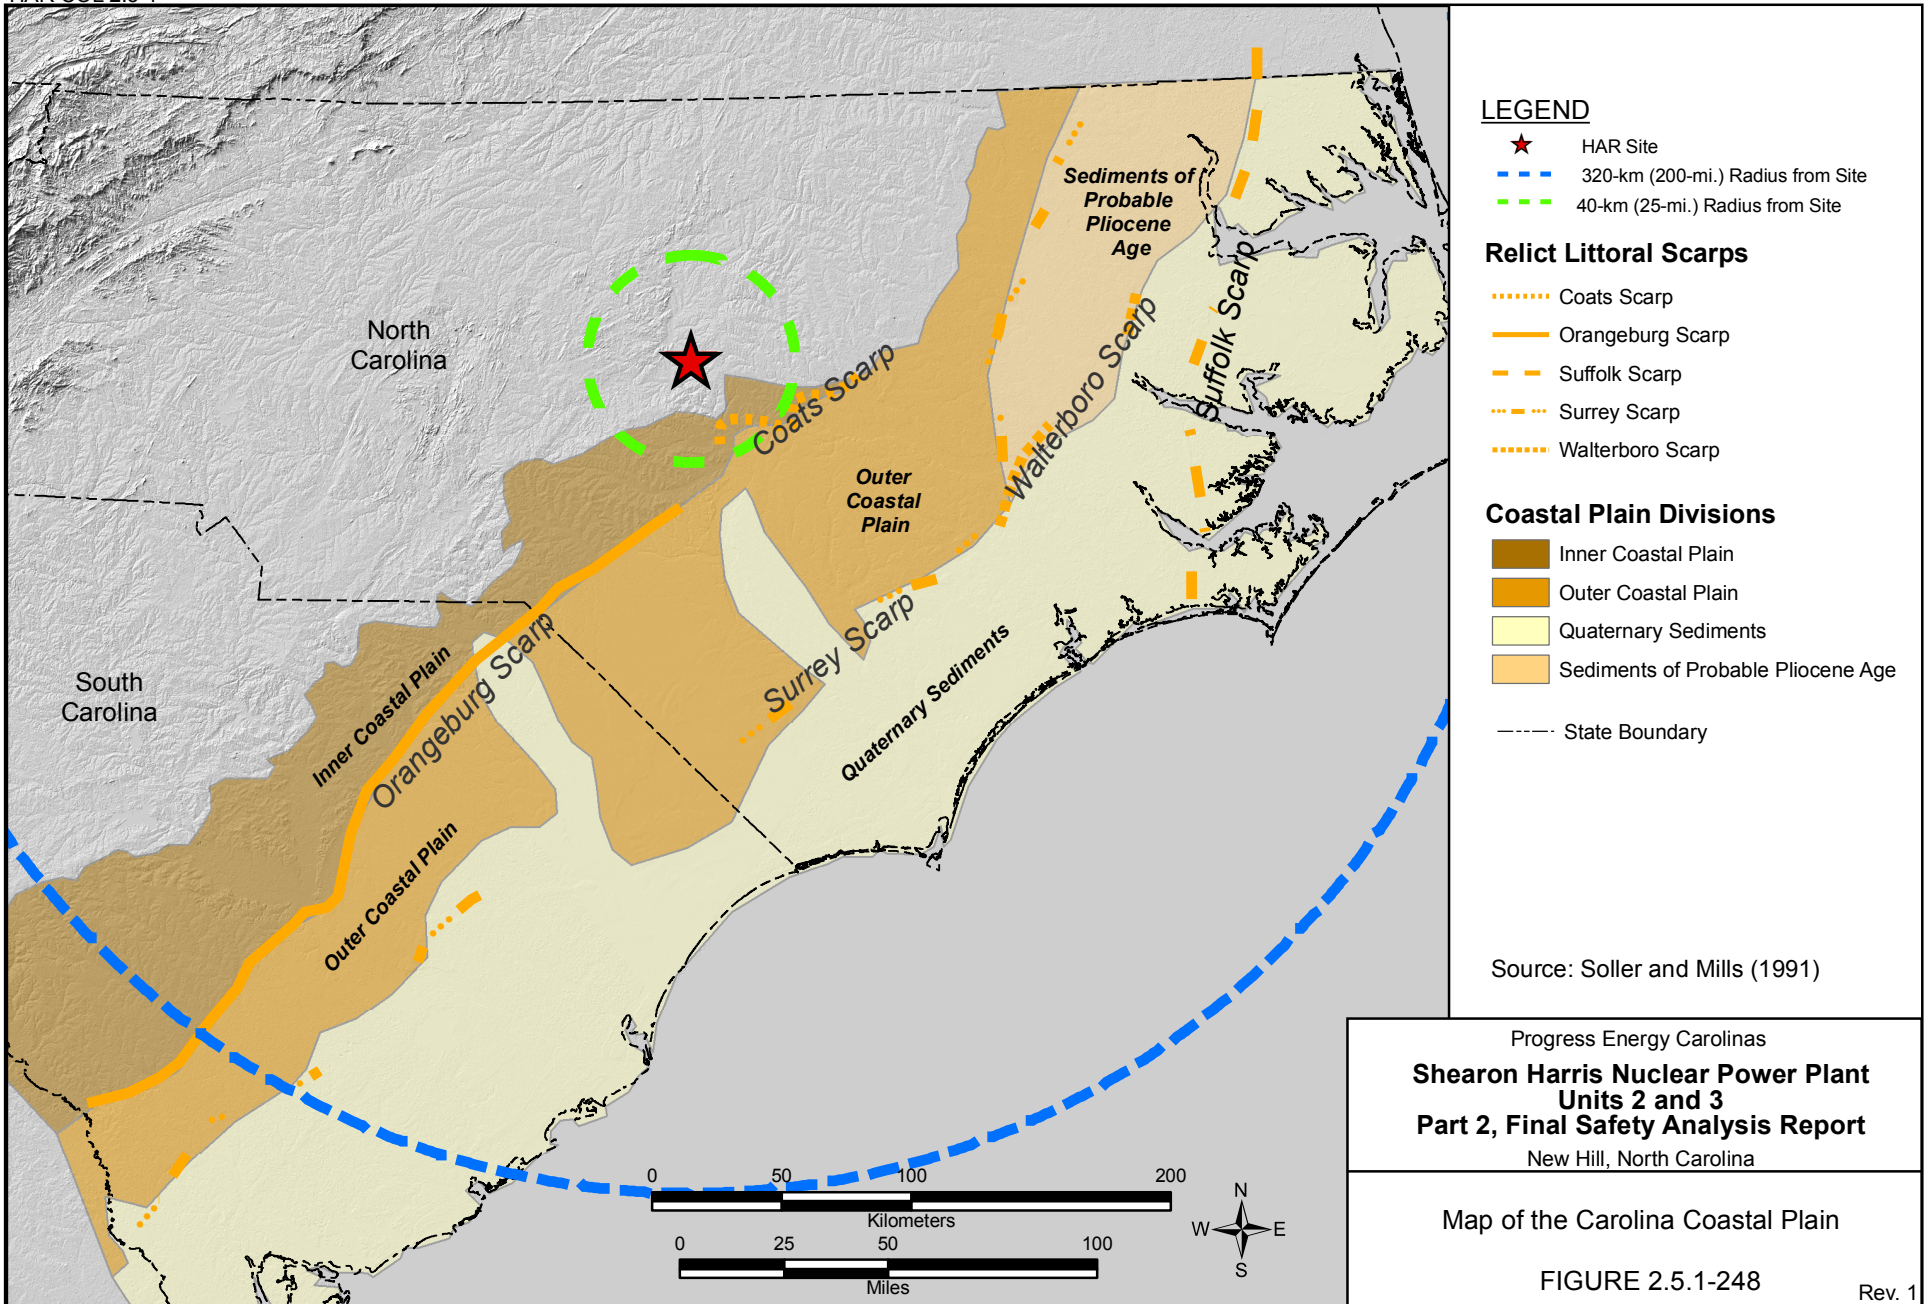 North
Carolina
South
Carolina
Sediments of
Probable
Pliocene
Age
Suffolk Scarp
Walterboro Scarp
Coats Scarp
Outer
Coastal
Plain
Surrey Scarp
Quaternary Sediments
Orangeburg Scarp
Inner Coastal Plain
Outer Coastal Plain
0 50 100 200
Kilometers
0 25 50 100
Miles
N
W E
S
LEGEND
HAR Site
320-km (200-mi.) Radius from Site
40-km (25-mi.) Radius from Site
Relict Littoral Scarps
Coats Scarp
Orangeburg Scarp
Suffolk Scarp
Surrey Scarp
Walterboro Scarp
Coastal Plain Divisions
Inner Coastal Plain
Outer Coastal Plain
Quaternary Sediments
Sediments of Probable Pliocene Age
State Boundary
Source: Soller and Mills (1991)
Progress Energy Carolinas
Shearon Harris Nuclear Power Plant
Units 2 and 3
Part 2, Final Safety Analysis Report
New Hill, North Carolina
Map of the Carolina Coastal Plain
FIGURE 2.5.1-248
Rev. 1